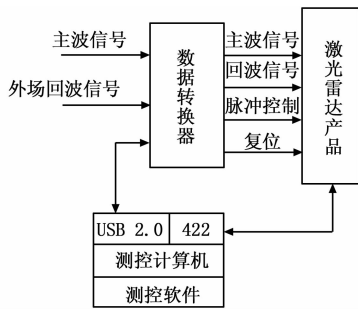 主波信号
外场回波信号
数据转换器
主波信号
回波信号
脉冲控制
复位
激光雷达产品
USB 2.0
422
测控计算机
测控软件